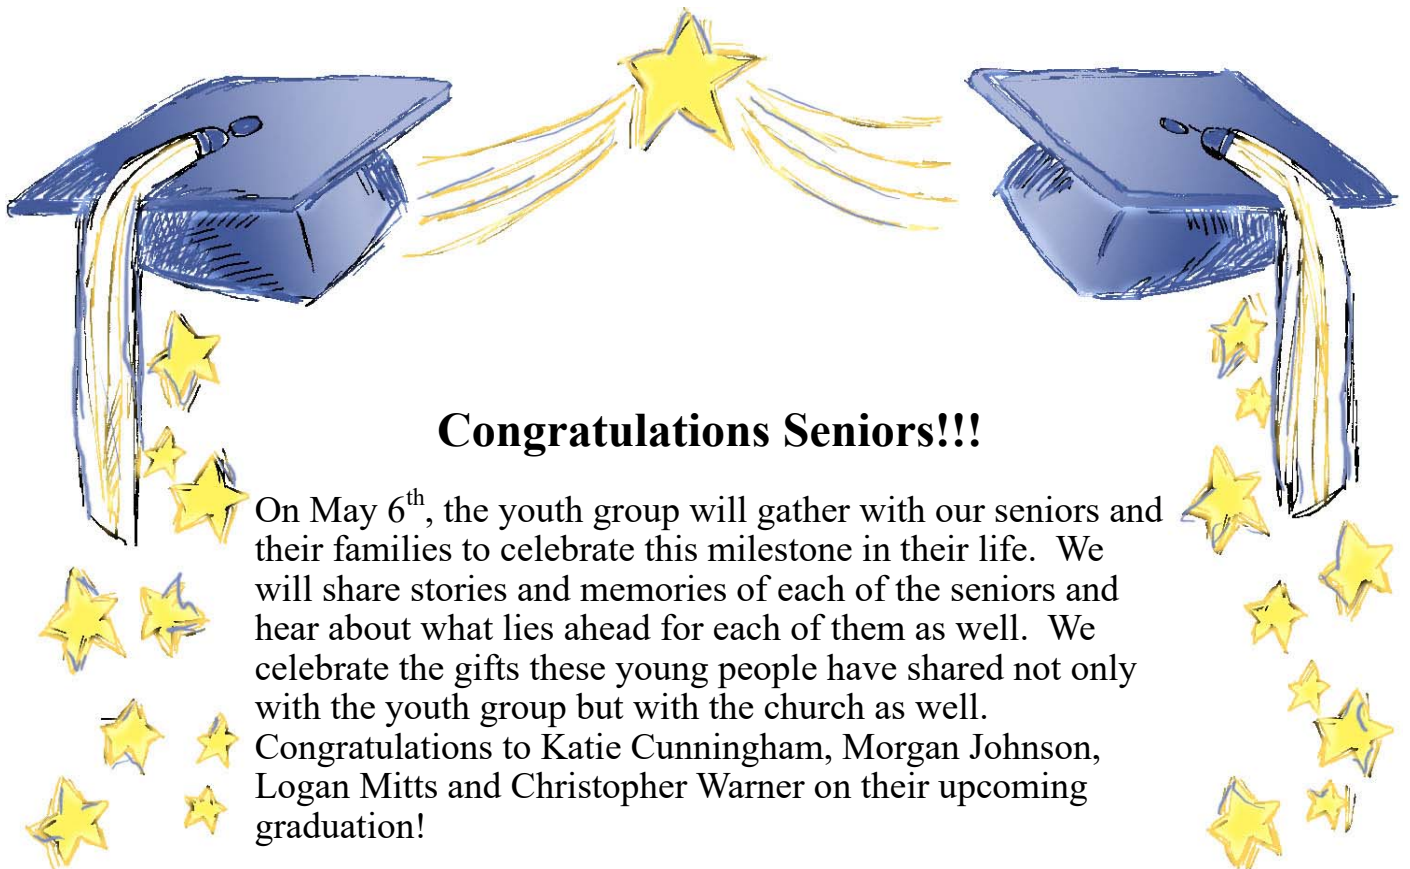 Congratulations Seniors!!!
On May 6th, the youth group will gather with our seniors and
their families to celebrate this milestone in their life.  We
will share stories and memories of each of the seniors and
hear about what lies ahead for each of them as well.  We
celebrate the gifts these young people have shared not only
with the youth group but with the church as well.
Congratulations to Katie Cunningham, Morgan Johnson,
Logan Mitts and Christopher Warner on their upcoming
graduation!